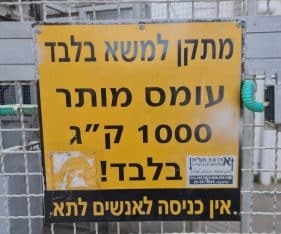 מתקן למשא בלבד
עומס מותר
1000 ק"ג
בלבד!
אין כניסה לאנשים לתא.